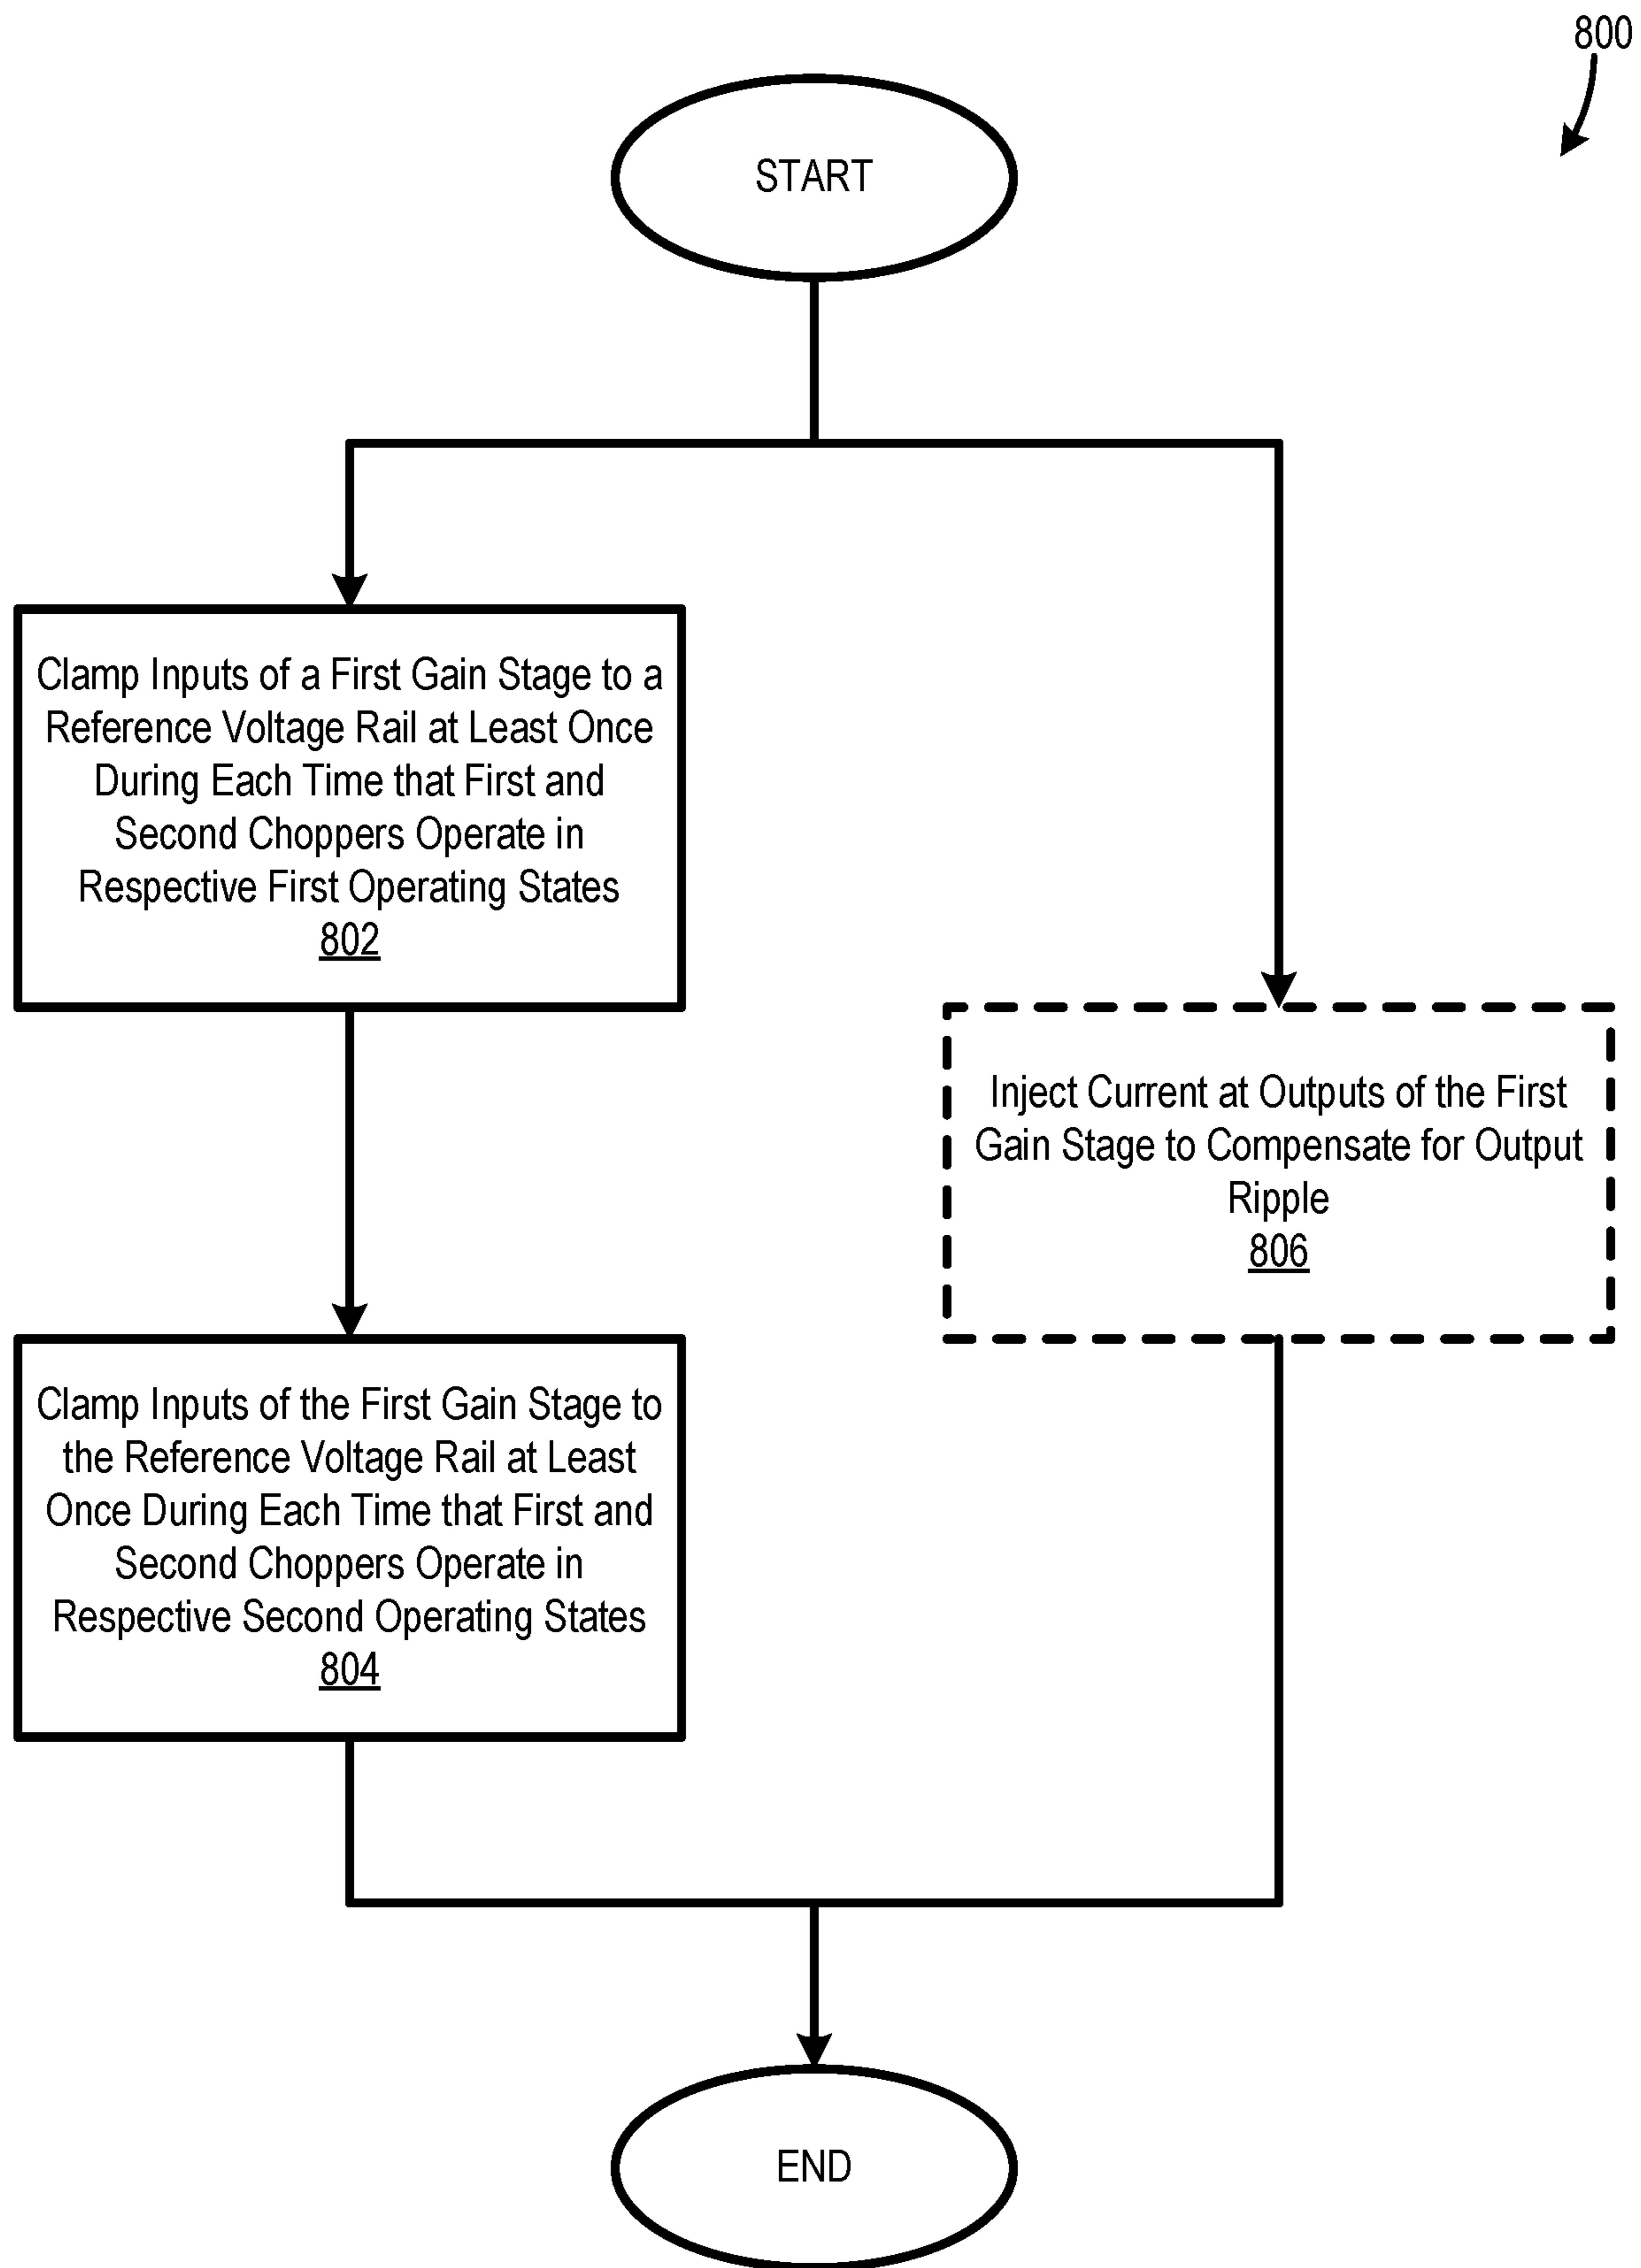 800
START
Clamp Inputs of a First Gain Stage to a
Reference Voltage Rail at Least Once
During Each Time that First and
Second Choppers Operate in
Respective First Operating States
802
Inject Current at Outputs of the First
Gain Stage to Compensate for Output
Ripple
806
Clamp Inputs of the First Gain Stage to
the Reference Voltage Rail at Least
Once During Each Time that First and
Second Choppers Operate in
Respective Second Operating States
804
END